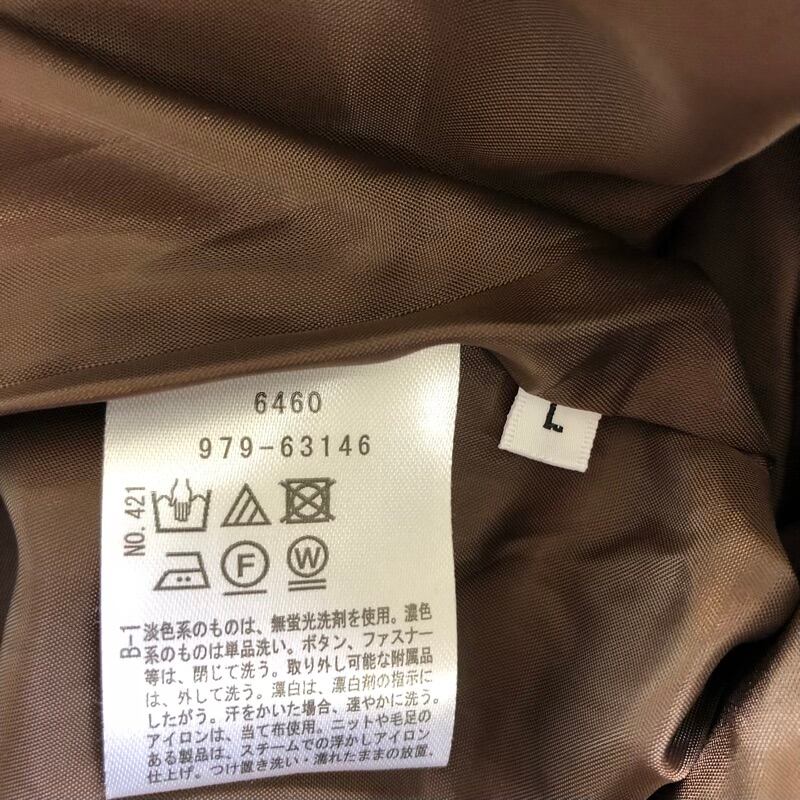 6460
979-63146
L
NO. 421
F W
B-1
淡色系のものは、無蛍光洗剤を使用。濃色
系のものは単品洗い。ボタン、ファスナー
等は、閉じて洗う。取り外し可能な附属品
は、外して洗う。漂白は、漂白剤の指示に
したがう。汗をかいた場合、速やかに洗う。
アイロンは、当て布使用。ニットや毛足の
ある製品は、スチームでの浮かしアイロン
仕上げ。つけ置き洗い・濡れたままの放置、